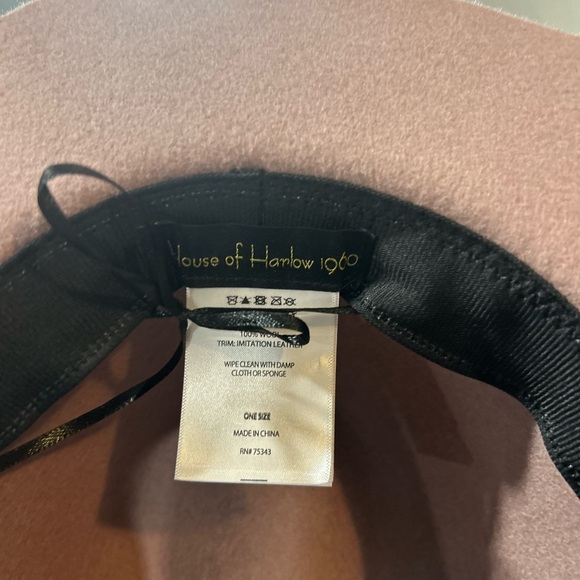 House of Harlow 1960
100% WOOL
TRIM: IMITATION LEATHER
WIPE CLEAN WITH DAMP
CLOTH OR SPONGE
ONE SIZE
MADE IN CHINA
RN# 75343